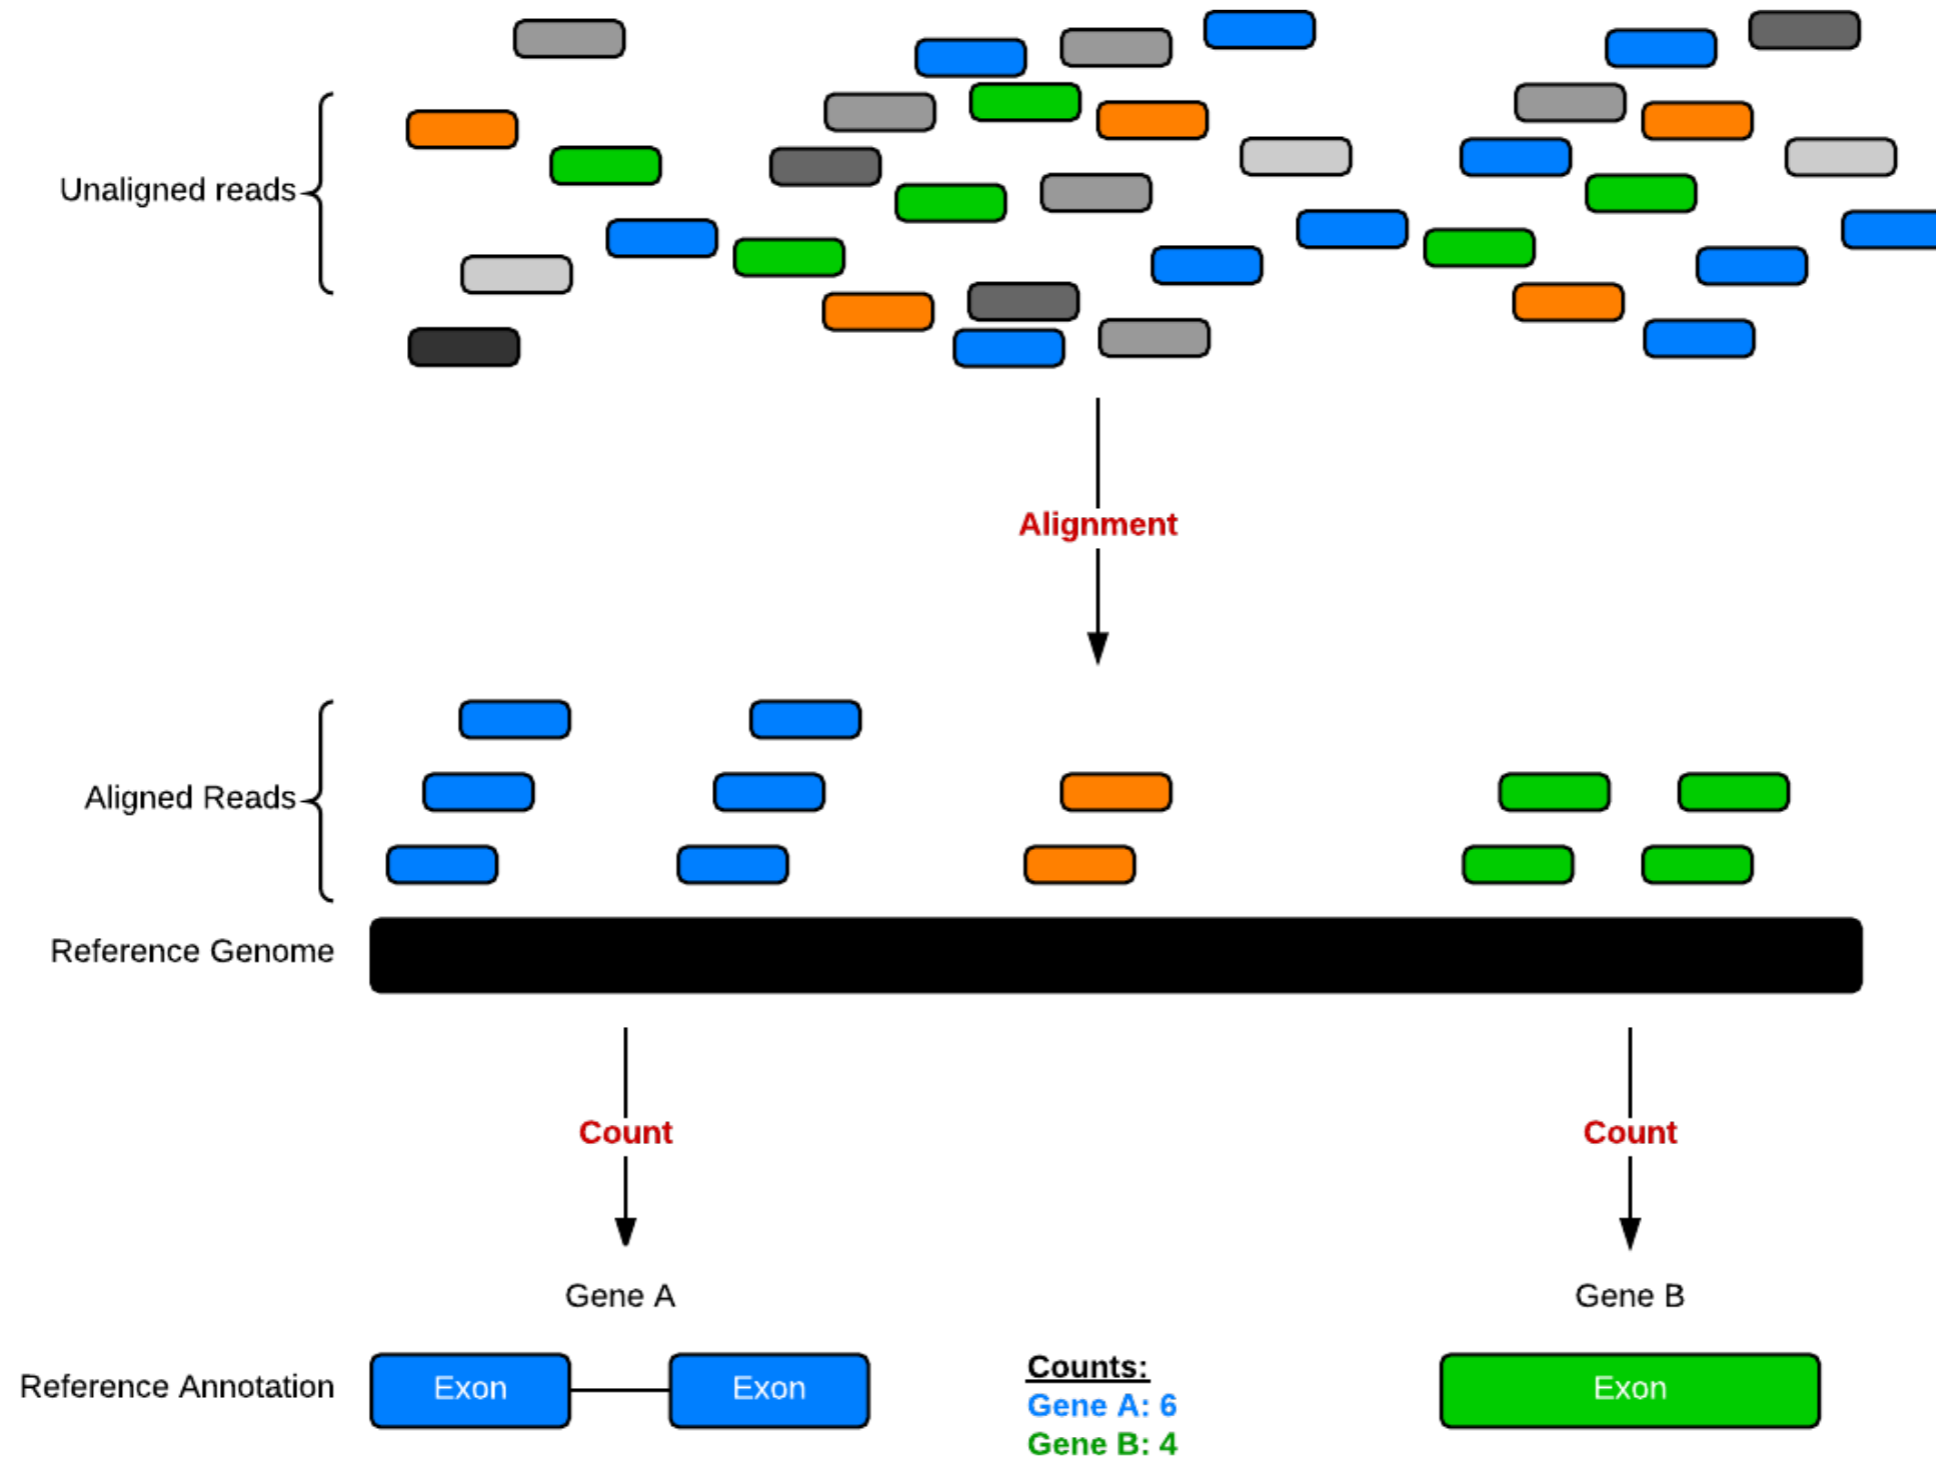 Unaligned reads
Alignment
Aligned Reads
Reference Genome
Count
Count
Gene A
Gene B
Reference Annotation
Exon
Exon
Counts:
Gene A: 6
Gene B: 4
Exon